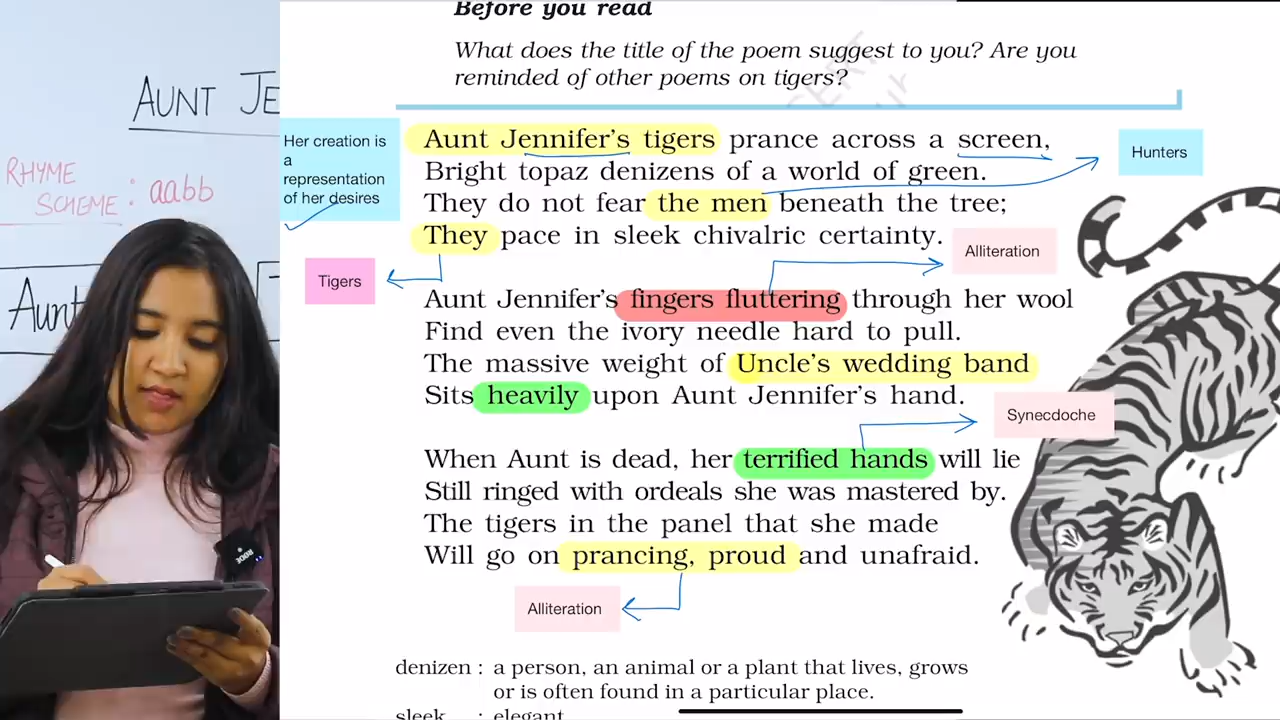 AUNT JE
RHYME
SCHEME : aabb
Aunt
Before you read
What does the title of the poem suggest to you? Are you
reminded of other poems on tigers?
Her creation is
a
representation
of her desires
Aunt Jennifer's tigers prance across a screen,
Bright topaz denizens of a world of green.
They do not fear the men beneath the tree;
They pace in sleek chivalric certainty.
Hunters
Tigers
Alliteration
Aunt Jennifer's fingers fluttering through her wool
Find even the ivory needle hard to pull.
The massive weight of Uncle's wedding band
Sits heavily upon Aunt Jennifer's hand.
Synecdoche
When Aunt is dead, her terrified hands will lie
Still ringed with ordeals she was mastered by.
The tigers in the panel that she made
Will go on prancing, proud and unafraid.
Alliteration
denizen : a person, an animal or a plant that lives, grows
or is often found in a particular place.
sleek : elegant